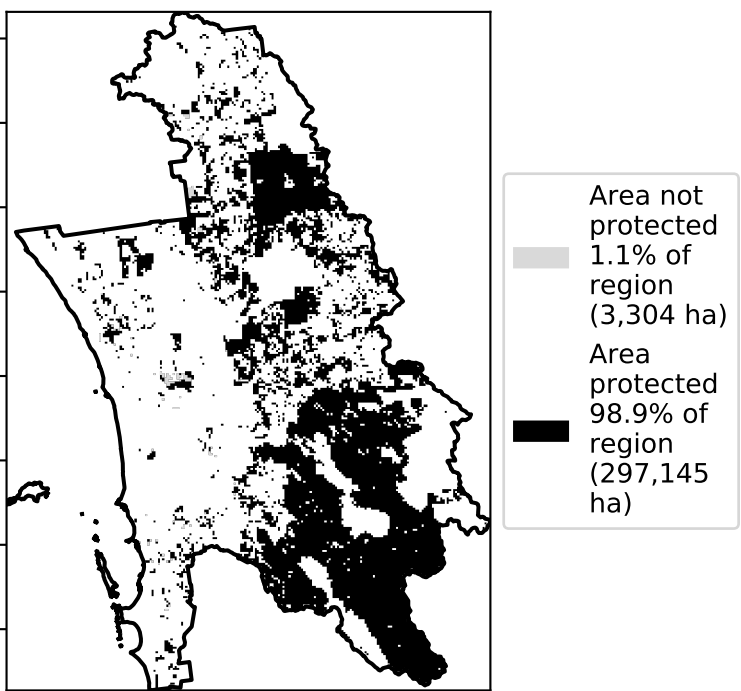 Area not
protected
1.1% of
region
(3,304 ha)
Area
protected
98.9% of
region
(297,145
ha)